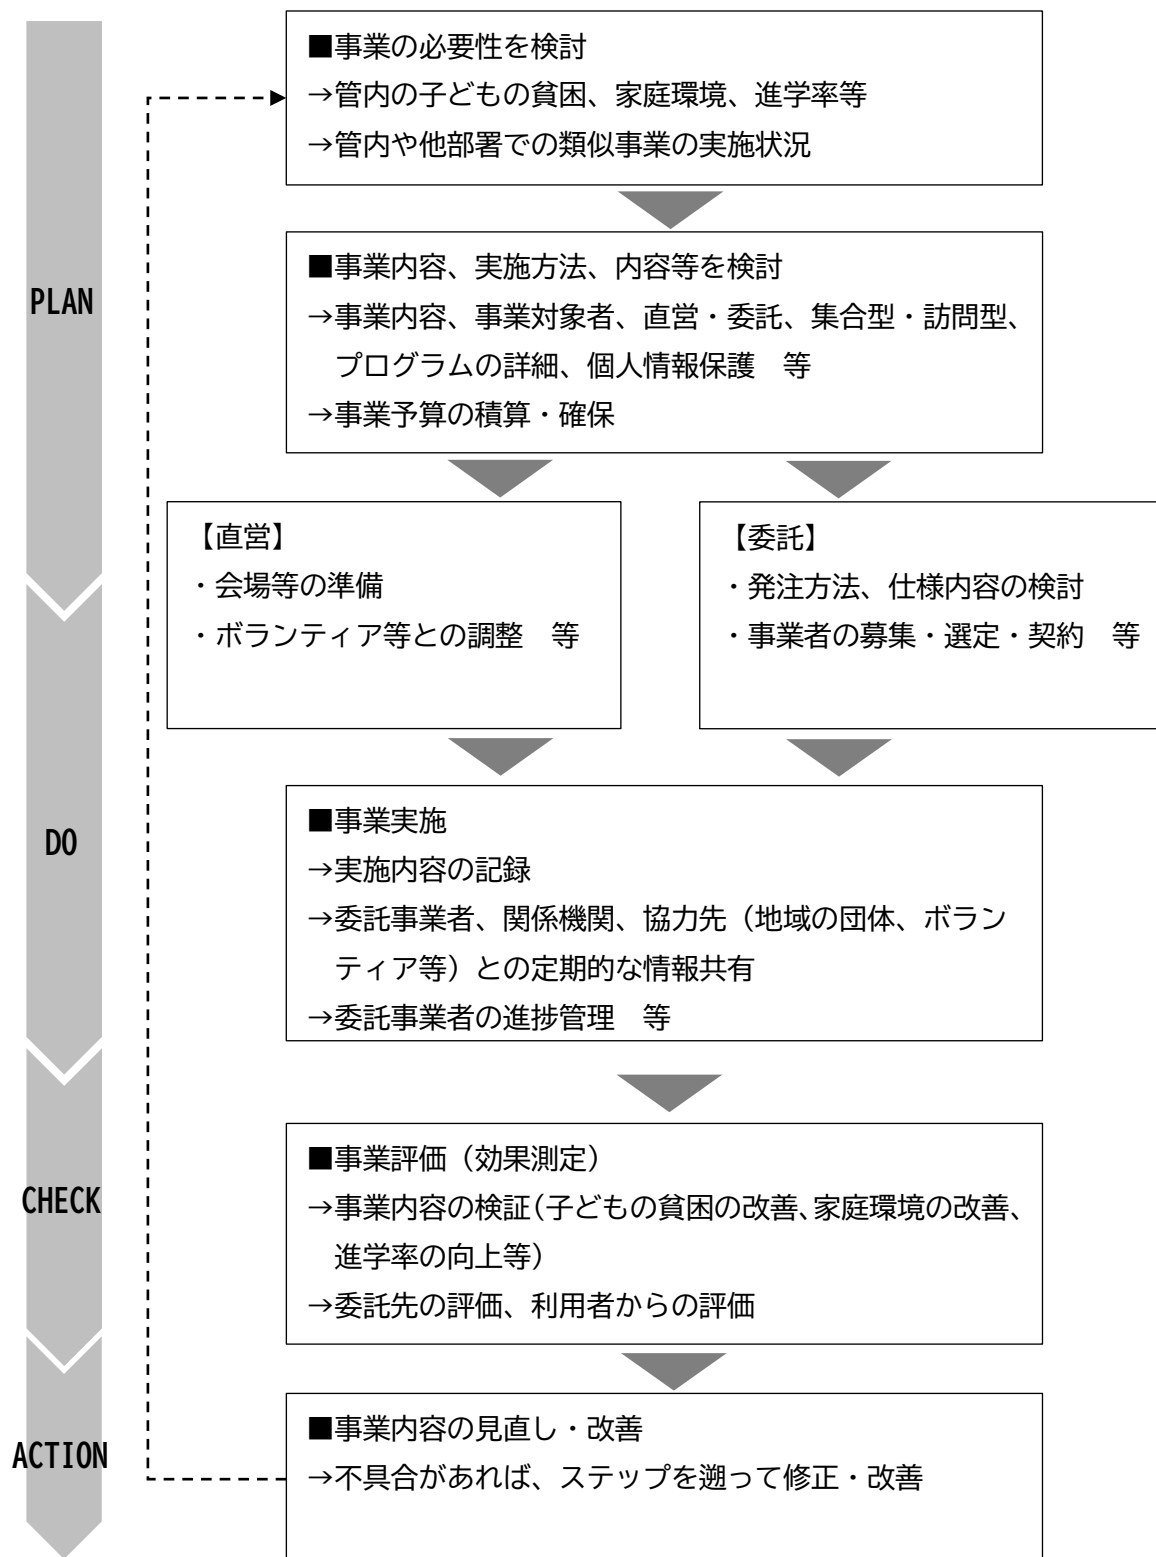 ■事業の必要性を検討
→管内の子どもの貧困、家庭環境、進学率等
→管内や他部署での類似事業の実施状況
PLAN
■事業内容、実施方法、内容等を検討
→事業内容、事業対象者、直営・委託、集合型・訪問型、
プログラムの詳細、個人情報保護　等
→事業予算の積算・確保
【直営】
・会場等の準備
・ボランティア等との調整　等
【委託】
・発注方法、仕様内容の検討
・事業者の募集・選定・契約　等
DO
■事業実施
→実施内容の記録
→委託事業者、関係機関、協力先（地域の団体、ボラン
ティア等）との定期的な情報共有
→委託事業者の進捗管理　等
CHECK
■事業評価（効果測定）
→事業内容の検証（子どもの貧困の改善、家庭環境の改善、
進学率の向上等）
→委託先の評価、利用者からの評価
ACTION
■事業内容の見直し・改善
→不具合があれば、ステップを遡って修正・改善